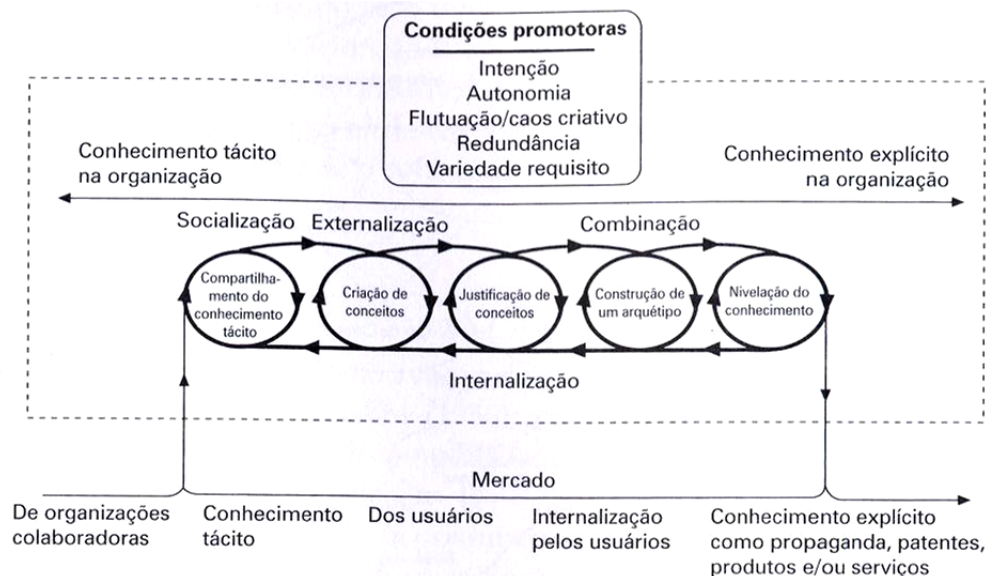 Condições promotoras
Intenção
Autonomia
Flutuação/caos criativo
Redundância
Variedade requisito
Conhecimento tácito
na organização
Conhecimento explícito
na organização
Socialização
Externalização
Combinação
Compartilha-
mento do
conhecimento
tácito
Criação de
conceitos
Justificação de
conceitos
Construção de
um arquétipo
Nivelação do
conhecimento
Internalização
Mercado
De organizações
colaboradoras
Conhecimento
tácito
Dos usuários
Internalização
pelos usuários
Conhecimento explícito
como propaganda, patentes,
produtos e/ou serviços